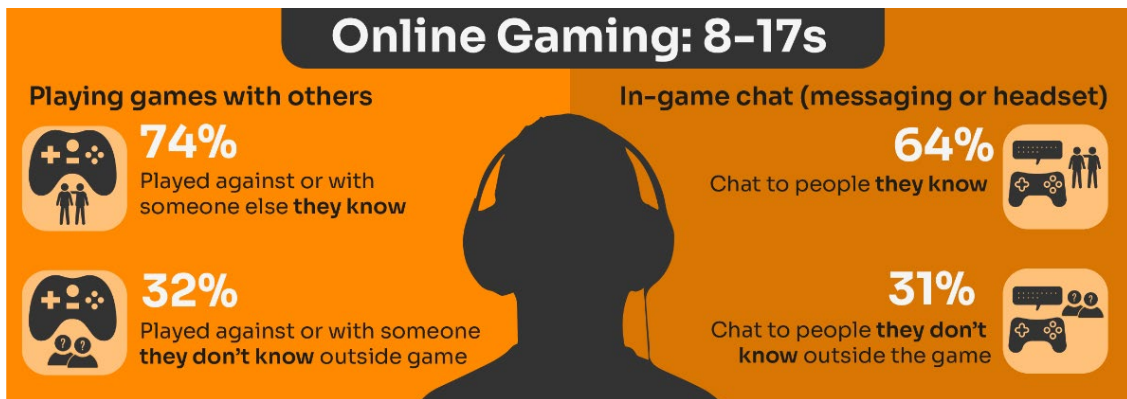 Online Gaming: 8-17s
Playing games with others
74%
Played against or with
someone else they know
32%
Played against or with someone
they don't know outside game
In-game chat (messaging or headset)
64%
Chat to people they know
31%
Chat to people they don't
know outside the game